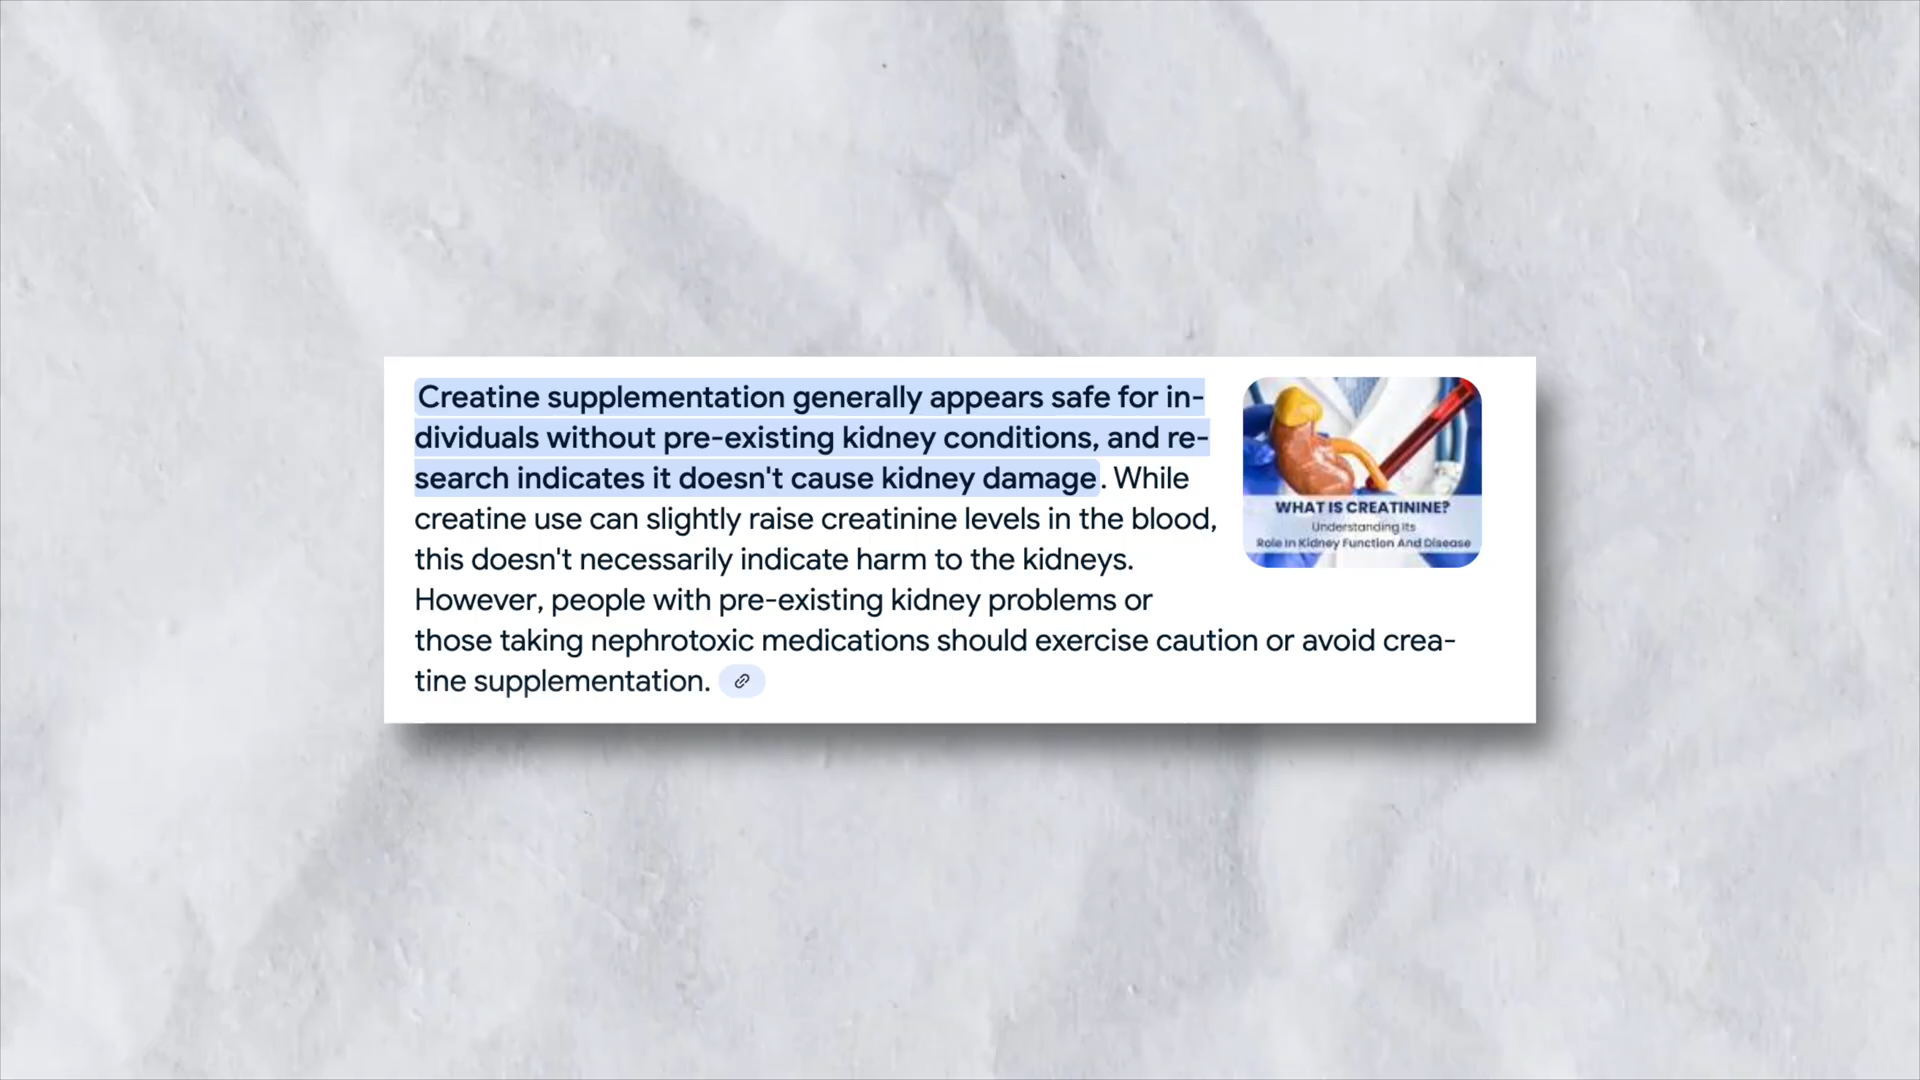 Creatine supplementation generally appears safe for in-
dividuals without pre-existing kidney conditions, and re-
search indicates it doesn't cause kidney damage. While
creatine use can slightly raise creatinine levels in the blood,
this doesn't necessarily indicate harm to the kidneys.
However, people with pre-existing kidney problems or
those taking nephrotoxic medications should exercise caution or avoid crea-
tine supplementation.
WHAT IS CREATININE?
Understanding Its
Role In Kidney Function And Disease